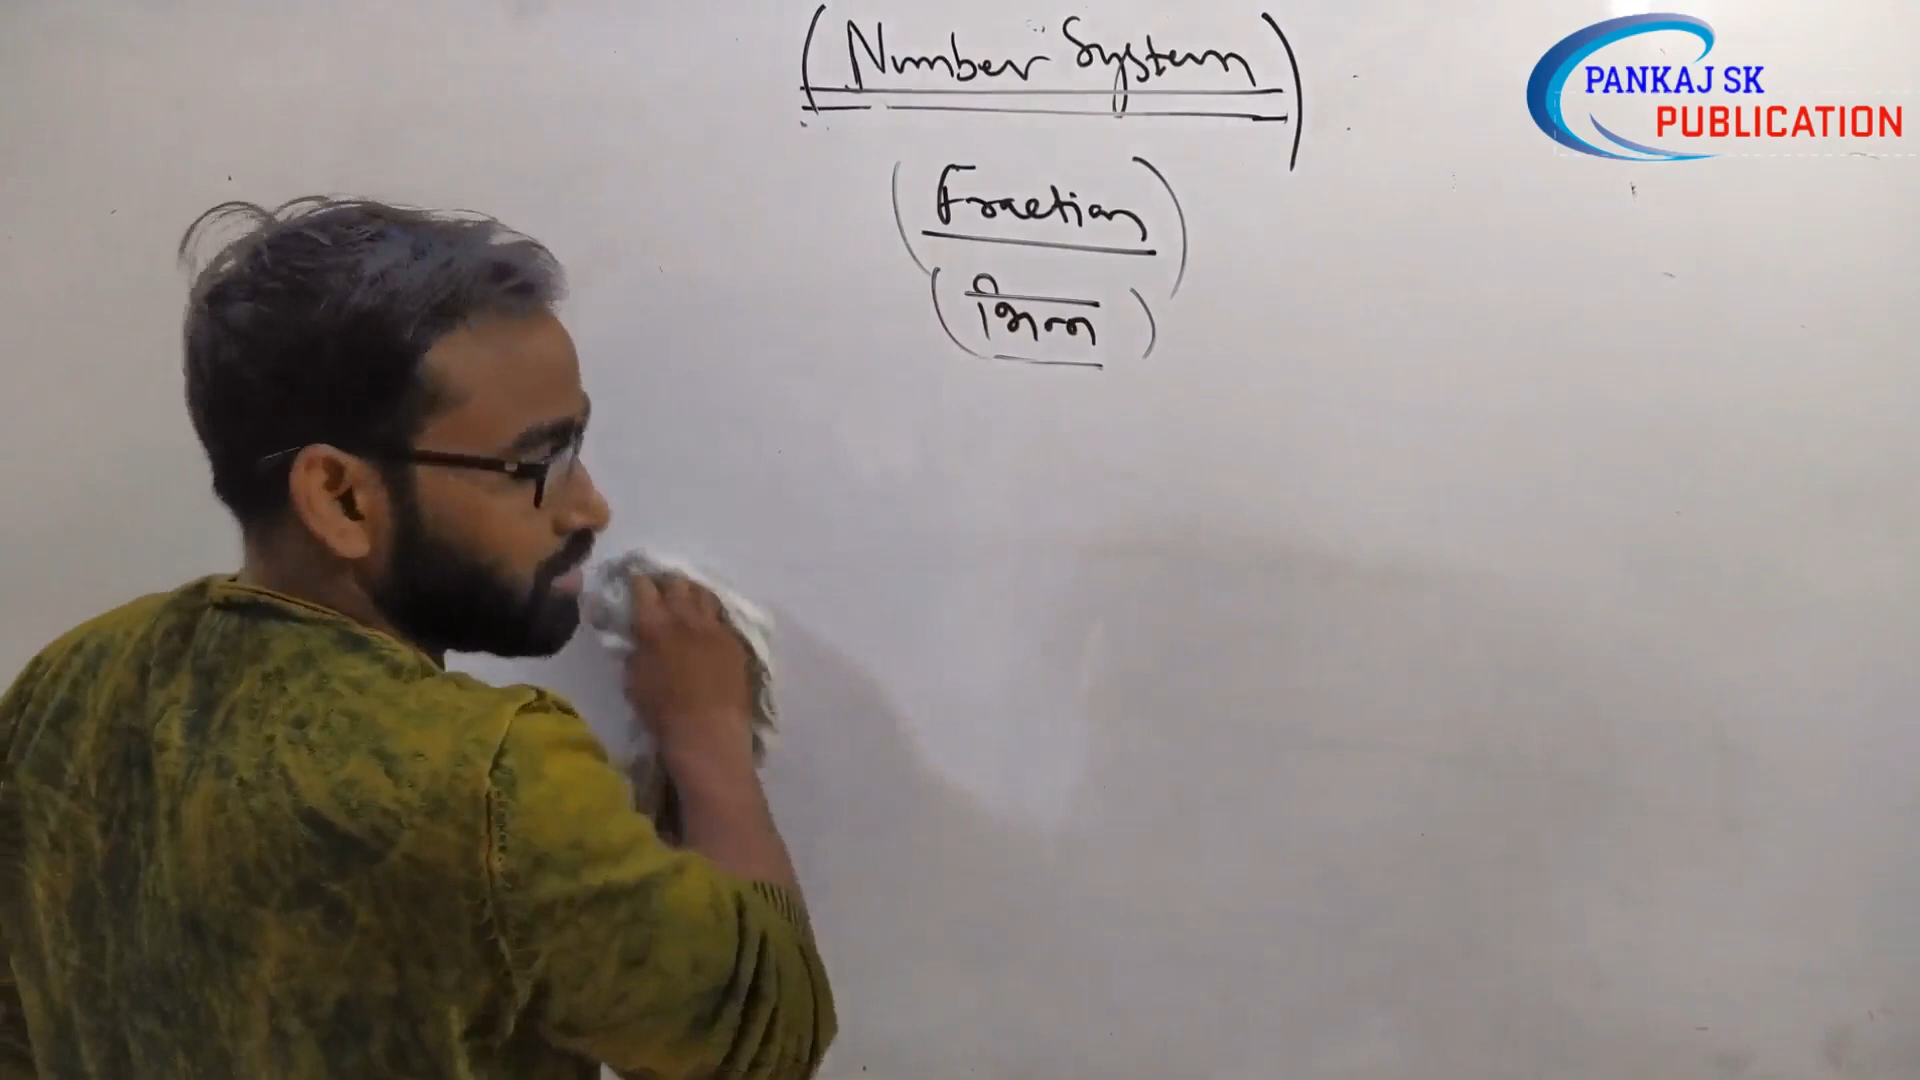 (Number System)
PANKAJ SK
PUBLICATION
(Fraction)
(भिन्न)